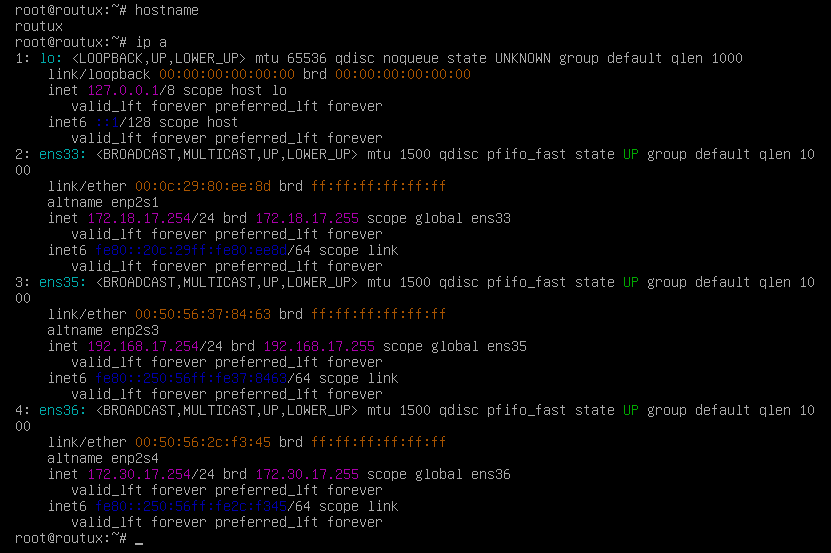 root@routux:~# hostname
routux
root@routux:~# ip a
1: lo: <LOOPBACK,UP,LOWER_UP> mtu 65536 qdisc noqueue state UNKNOWN group default qlen 1000
link/loopback 00:00:00:00:00:00 brd 00:00:00:00:00:00
inet 127.0.0.1/8 scope host lo
valid_lft forever preferred_lft forever
inet6 ::1/128 scope host
valid_lft forever preferred_lft forever
2: ens33: <BROADCAST,MULTICAST,UP,LOWER_UP> mtu 1500 qdisc pfifo_fast state UP group default qlen 10
00
link/ether 00:0c:29:80:ee:8d brd ff:ff:ff:ff:ff:ff
altname enp2s1
inet 172.18.17.254/24 brd 172.18.17.255 scope global ens33
valid_lft forever preferred_lft forever
inet6 fe80::20c:29ff:fe80:ee8d/64 scope link
valid_lft forever preferred_lft forever
3: ens35: <BROADCAST,MULTICAST,UP,LOWER_UP> mtu 1500 qdisc pfifo_fast state UP group default qlen 10
00
link/ether 00:50:56:37:84:63 brd ff:ff:ff:ff:ff:ff
altname enp2s3
inet 192.168.17.254/24 brd 192.168.17.255 scope global ens35
valid_lft forever preferred_lft forever
inet6 fe80::250:56ff:fe37:8463/64 scope link
valid_lft forever preferred_lft forever
4: ens36: <BROADCAST,MULTICAST,UP,LOWER_UP> mtu 1500 qdisc pfifo_fast state UP group default qlen 10
00
link/ether 00:50:56:2c:f3:45 brd ff:ff:ff:ff:ff:ff
altname enp2s4
inet 172.30.17.254/24 brd 172.30.17.255 scope global ens36
valid_lft forever preferred_lft forever
inet6 fe80::250:56ff:fe2c:f345/64 scope link
valid_lft forever preferred_lft forever
root@routux:~# _